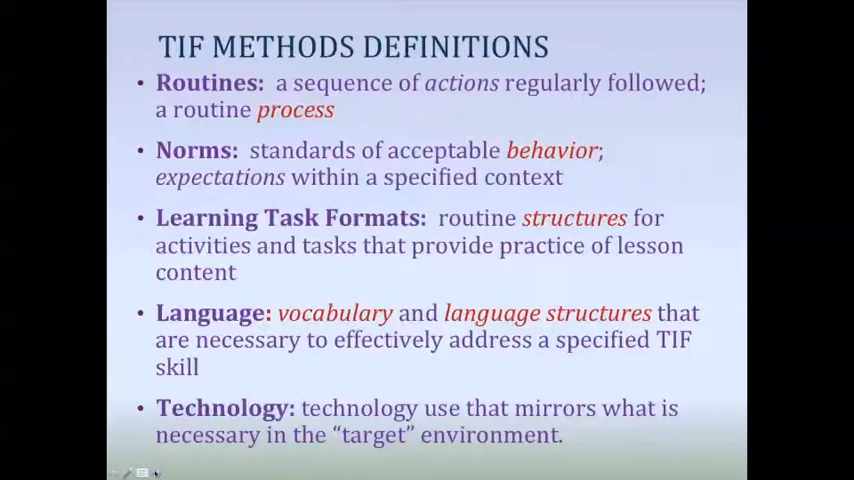 TIF METHODS DEFINITIONS
• Routines: a sequence of actions regularly followed;
a routine process
• Norms: standards of acceptable behavior;
expectations within a specified context
• Learning Task Formats: routine structures for
activities and tasks that provide practice of lesson
content
• Language: vocabulary and language structures that
are necessary to effectively address a specified TIF
skill
• Technology: technology use that mirrors what is
necessary in the “target” environment.